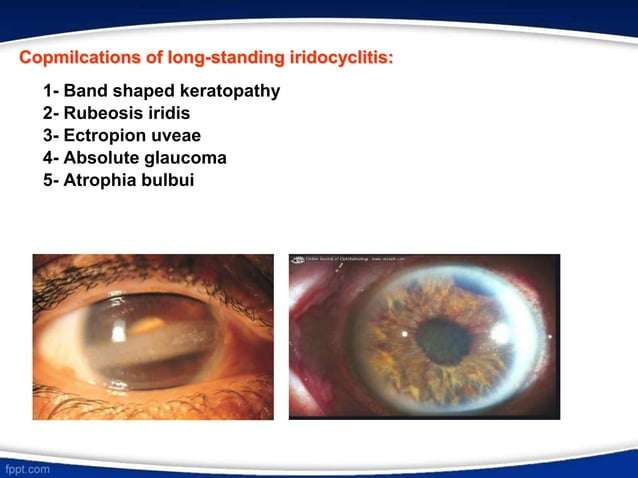 Copmilcations of long-standing iridocyclitis:
1- Band shaped keratopathy
2- Rubeosis iridis
3- Ectropion uveae
4- Absolute glaucoma
5- Atrophia bulbui
fppt.com